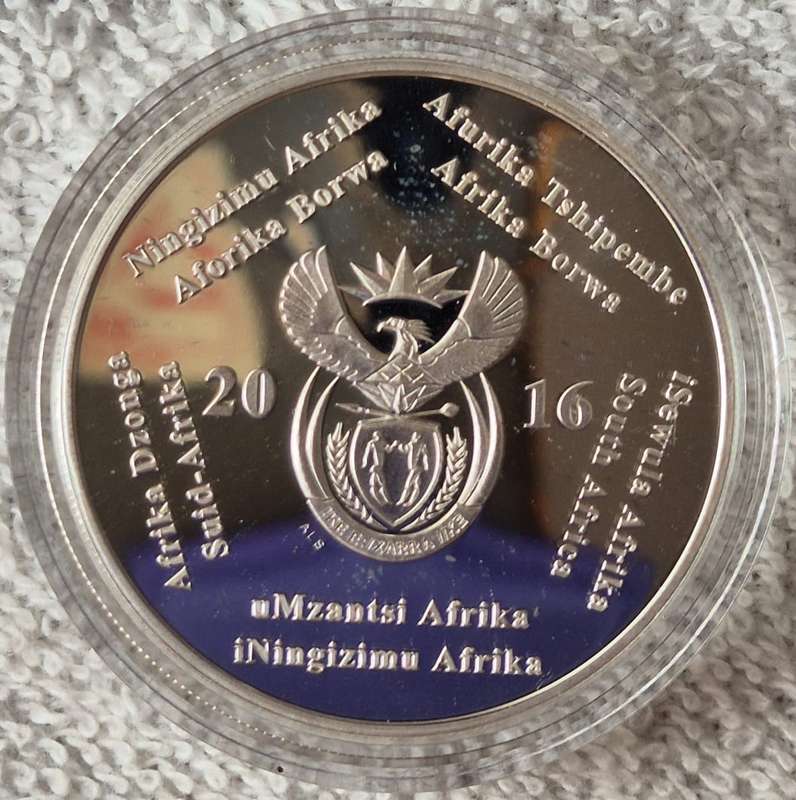 Ningizimu Afrika
Aforika Borwa
Afurika Tshipembe
Afrika Borwa
Afrika Dzonga
Suid-Afrika
20 16
iSewula Afrika
South Africa
ALS
uMzantsi Afrika
iNingizimu Afrika